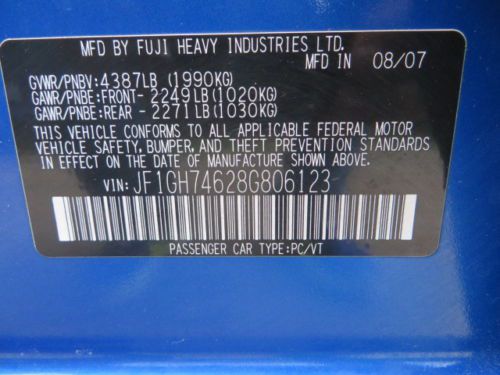 MFD BY FUJI HEAVY INDUSTRIES LTD.
MFD IN 08/07
GVWR/PNBV:4387LB (1990KG)
GAWR/PNBE:FRONT- 2249LB(1020KG)
GAWR/PNBE:REAR - 2271LB(1030KG)
THIS VEHICLE CONFORMS TO ALL APPLICABLE FEDERAL MOTOR
VEHICLE SAFETY, BUMPER, AND THEFT PREVENTION STANDARDS
IN EFFECT ON THE DATE OF MANUFACTURE SHOWN ABOVE.
VIN: JF1GH74628G806123
PASSENGER CAR TYPE:PC/VT